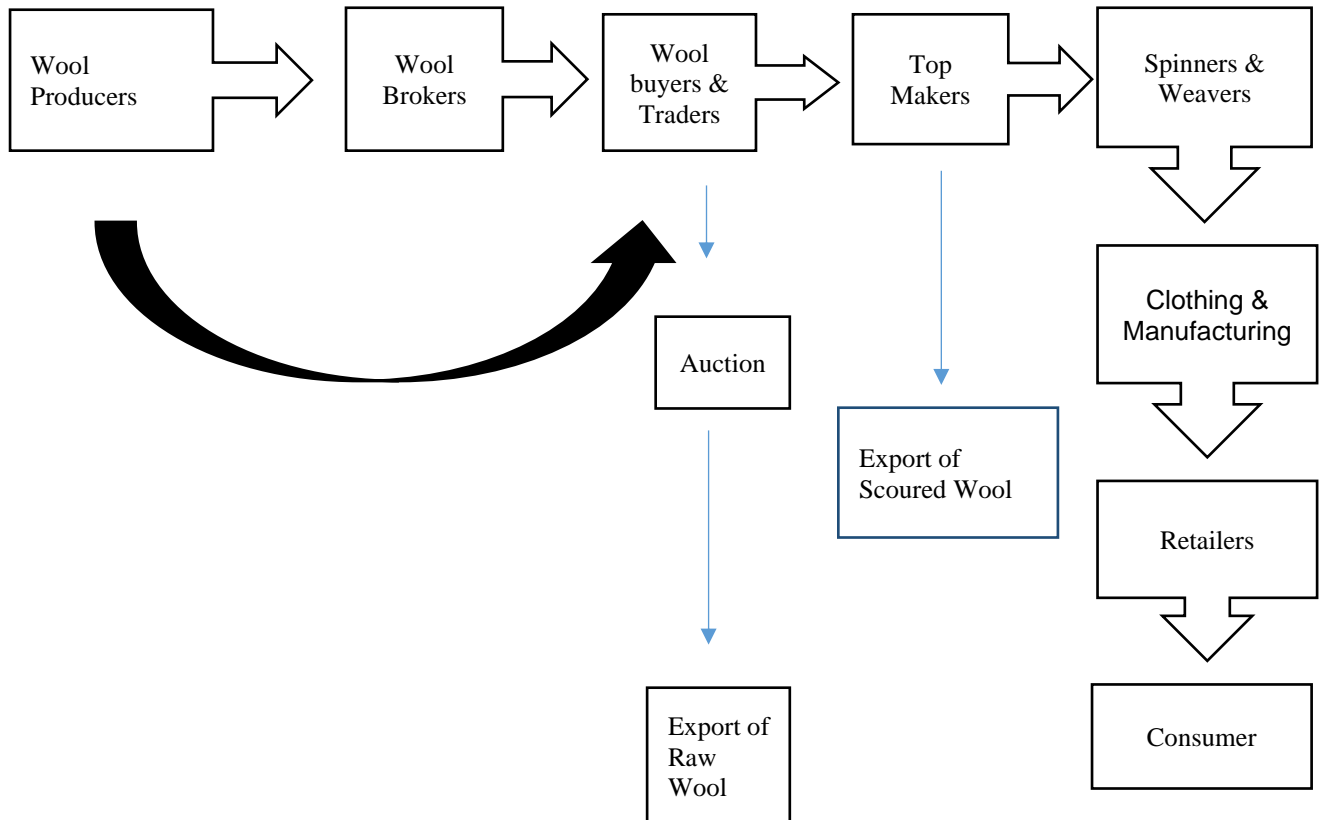 Wool
Producers
Wool
Brokers
Wool
buyers &
Traders
Top
Makers
Spinners &
Weavers
Auction
Export of
Raw
Wool
Export of
Scoured Wool
Clothing &
Manufacturing
Retailers
Consumer